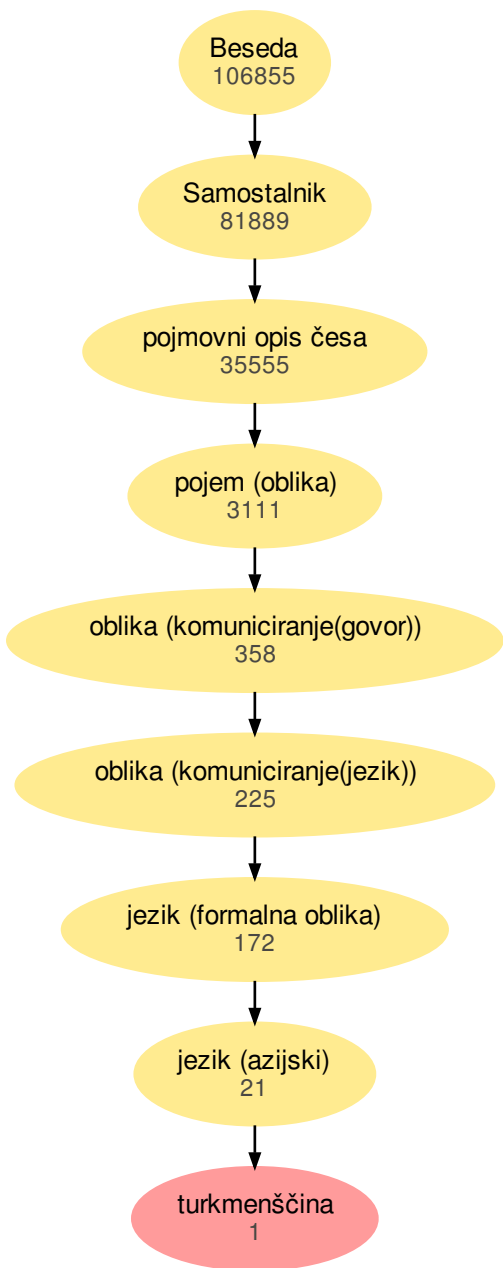 Beseda
106855
Samostalnik
81889
pojmovni opis česa
35555
pojem (oblika)
3111
oblika (komuniciranje(govor))
358
oblika (komuniciranje(jezik))
225
jezik (formalna oblika)
172
jezik (azijski)
21
turkmenščina
1